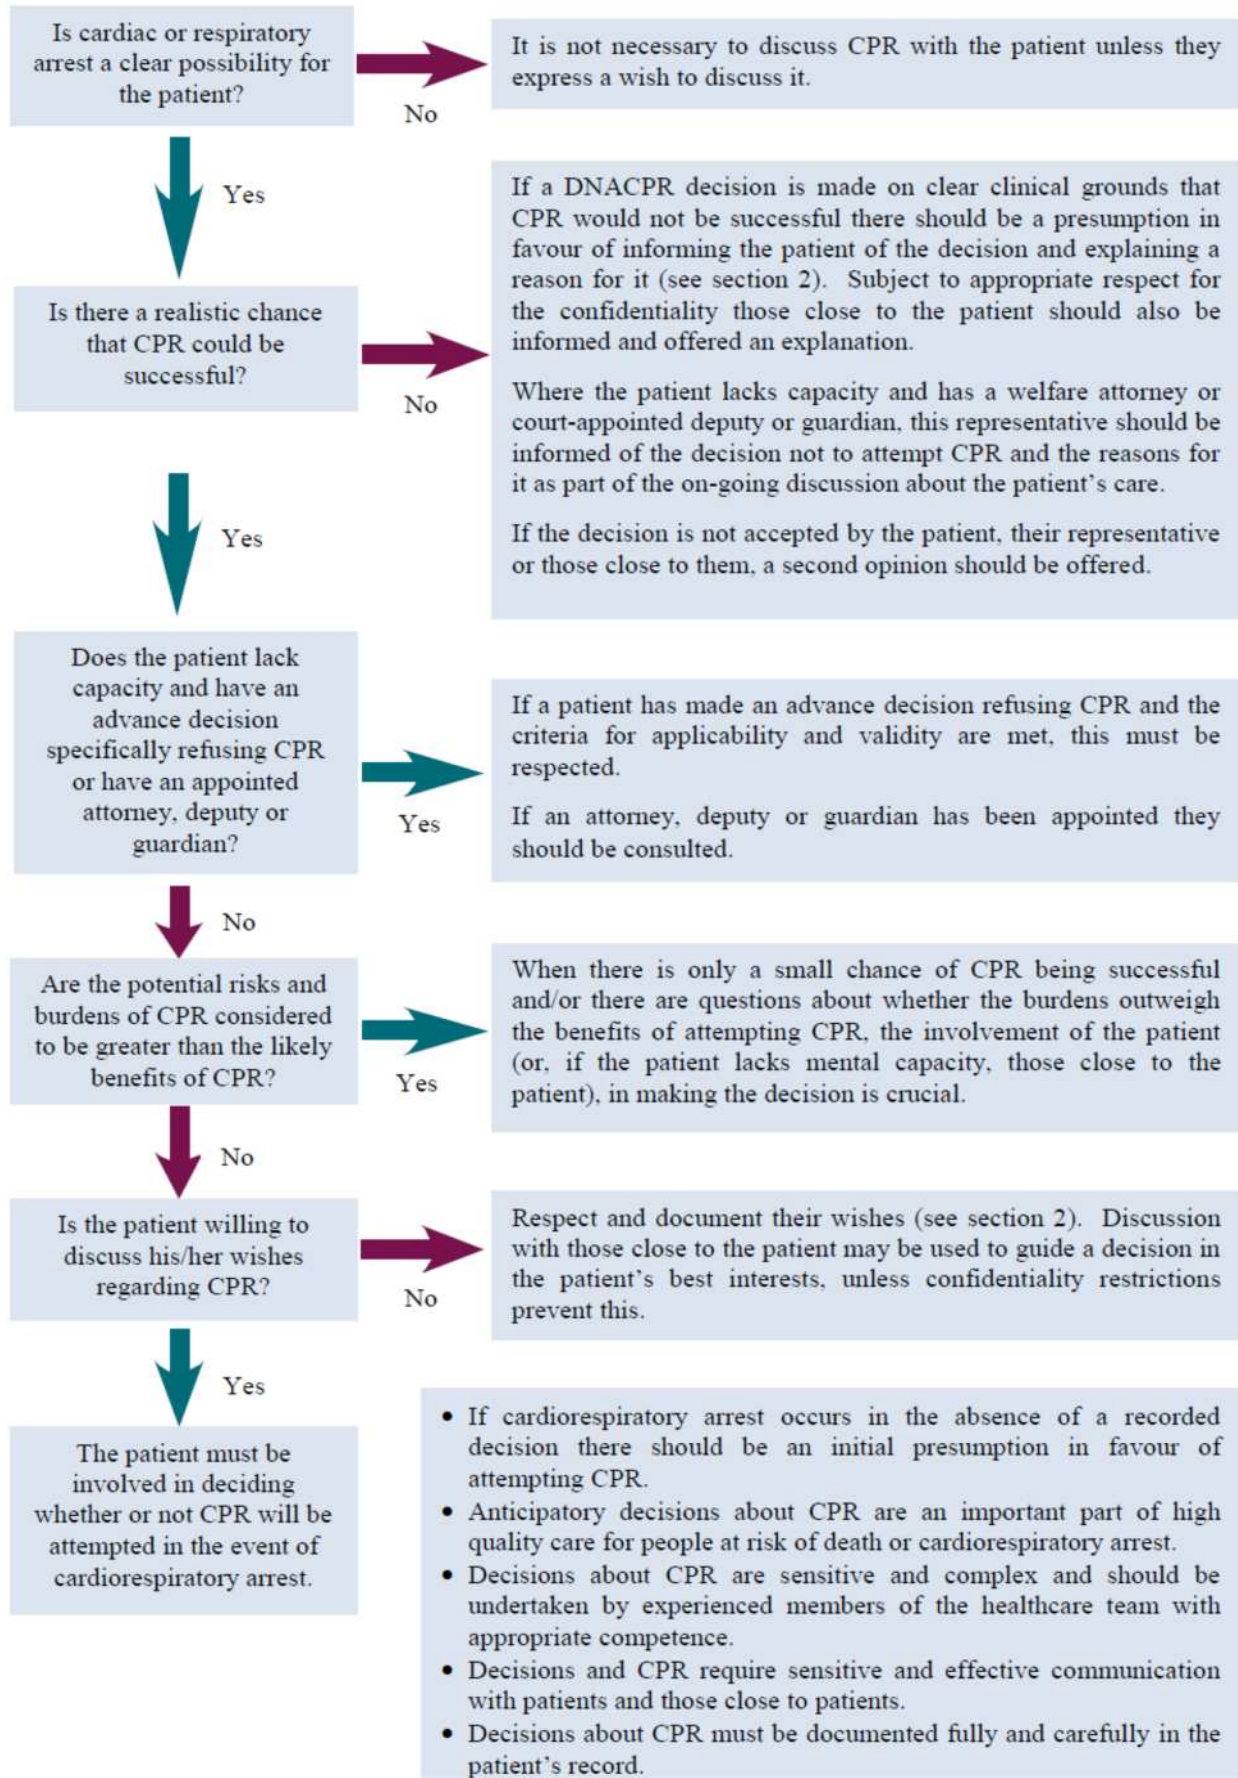 Is cardiac or respiratory
arrest a clear possibility for
the patient?
No
It is not necessary to discuss CPR with the patient unless they
express a wish to discuss it.
Yes
Is there a realistic chance
that CPR could be
successful?
No
If a DNACPR decision is made on clear clinical grounds that
CPR would not be successful there should be a presumption in
favour of informing the patient of the decision and explaining a
reason for it (see section 2). Subject to appropriate respect for
the confidentiality those close to the patient should also be
informed and offered an explanation.
Where the patient lacks capacity and has a welfare attorney or
court-appointed deputy or guardian, this representative should be
informed of the decision not to attempt CPR and the reasons for
it as part of the on-going discussion about the patient's care.
If the decision is not accepted by the patient, their representative
or those close to them, a second opinion should be offered.
Yes
Does the patient lack
capacity and have an
advance decision
specifically refusing CPR
or have an appointed
attorney, deputy or
guardian?
Yes
If a patient has made an advance decision refusing CPR and the
criteria for applicability and validity are met, this must be
respected.
If an attorney, deputy or guardian has been appointed they
should be consulted.
No
Are the potential risks and
burdens of CPR considered
to be greater than the likely
benefits of CPR?
Yes
When there is only a small chance of CPR being successful
and/or there are questions about whether the burdens outweigh
the benefits of attempting CPR, the involvement of the patient
(or, if the patient lacks mental capacity, those close to the
patient), in making the decision is crucial.
No
Is the patient willing to
discuss his/her wishes
regarding CPR?
No
Respect and document their wishes (see section 2). Discussion
with those close to the patient may be used to guide a decision in
the patient's best interests, unless confidentiality restrictions
prevent this.
Yes
The patient must be
involved in deciding
whether or not CPR will be
attempted in the event of
cardiorespiratory arrest.
• If cardiorespiratory arrest occurs in the absence of a recorded
decision there should be an initial presumption in favour of
attempting CPR.
• Anticipatory decisions about CPR are an important part of high
quality care for people at risk of death or cardiorespiratory arrest.
• Decisions about CPR are sensitive and complex and should be
undertaken by experienced members of the healthcare team with
appropriate competence.
• Decisions and CPR require sensitive and effective communication
with patients and those close to patients.
• Decisions about CPR must be documented fully and carefully in the
patient's record.